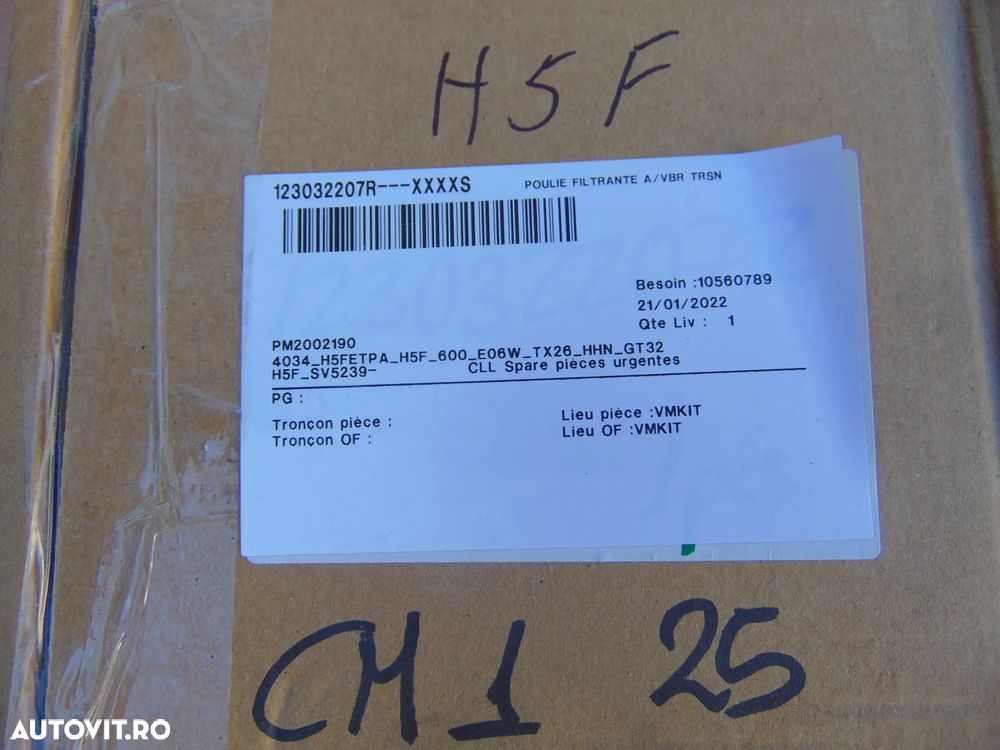 H5F
123032207R---XXXXS POULIE FILTRANTE A/VBR TRSN
Besoin :10560789
21/01/2022
Qte Liv : 1
PM2002190
4034_H5FETPA_H5F_600_E06W_TX26_HHN_GT32
H5F_SV5239- CLL Spare pièces urgentes
PG :
Tronçon pièce : Lieu pièce :VMKIT
Tronçon OF : Lieu OF :VMKIT
CM1 25
AUTOVIT.RO